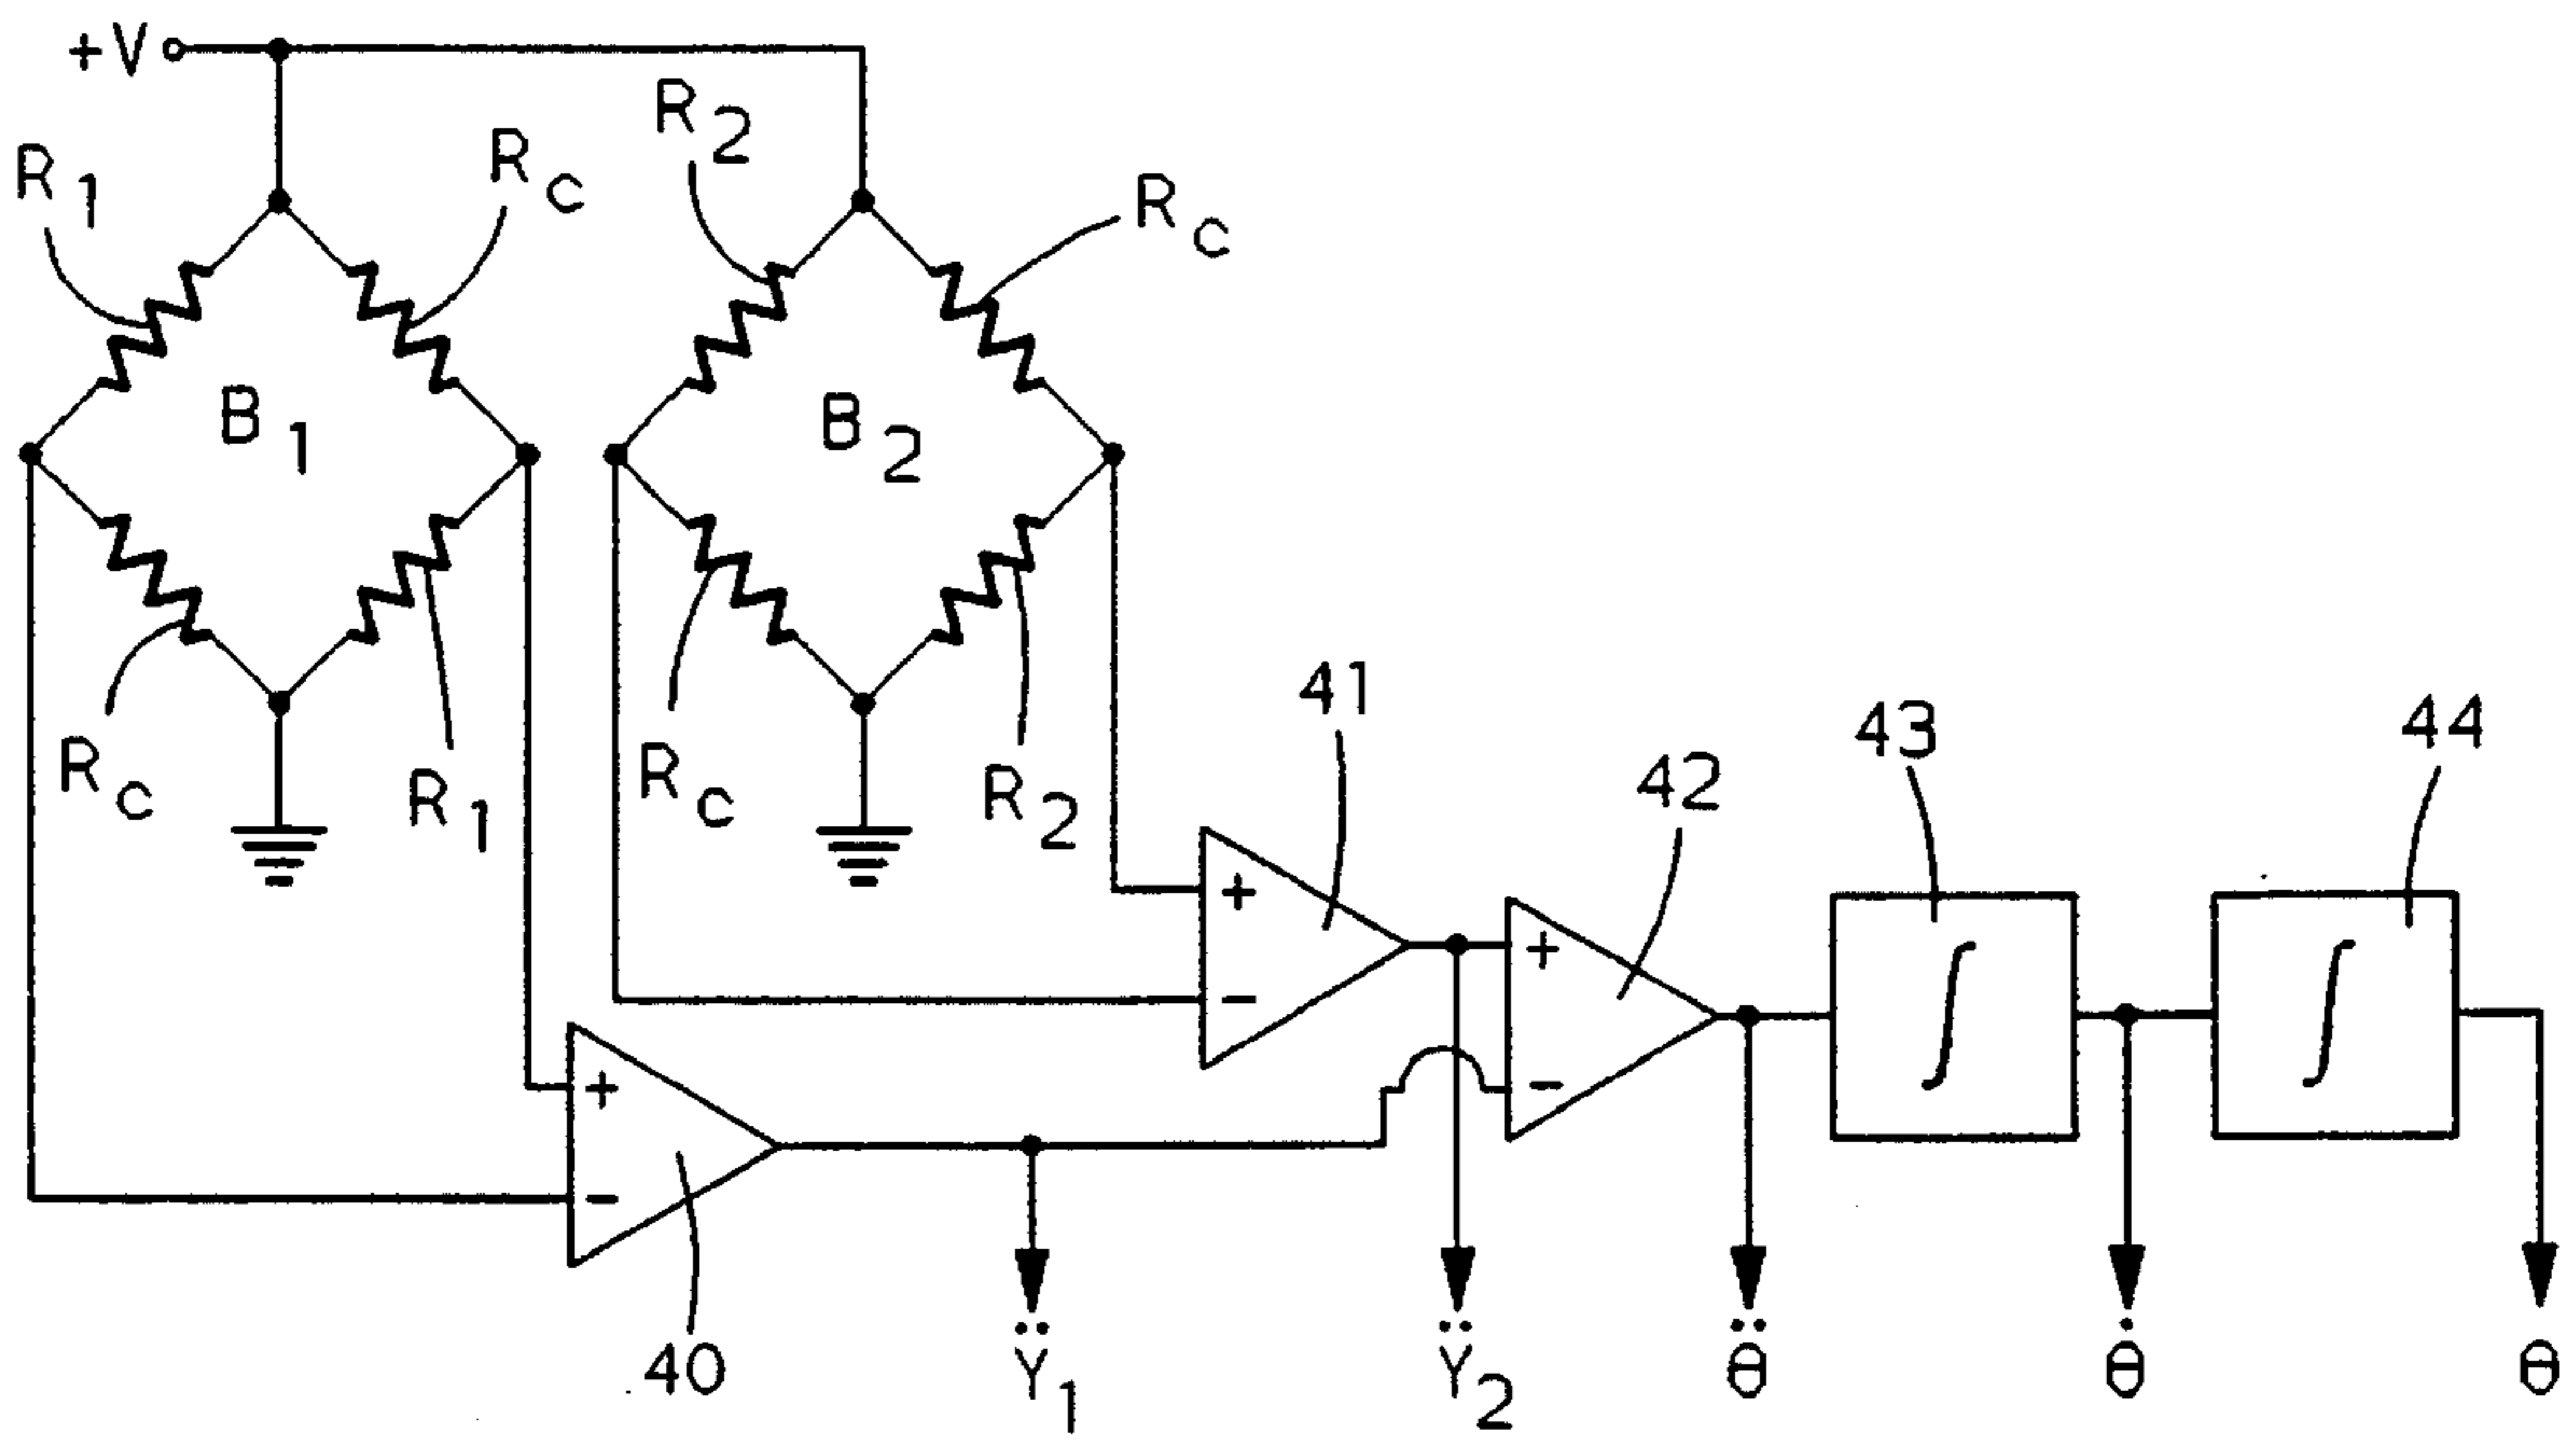 +V
R1
Rc
R2
Rc
B1
B2
Rc
R1
Rc
R2
41
42
43
44
+
-
+
-
+
-
40
Ÿ1
Ÿ2
θ̈
θ̇
θ